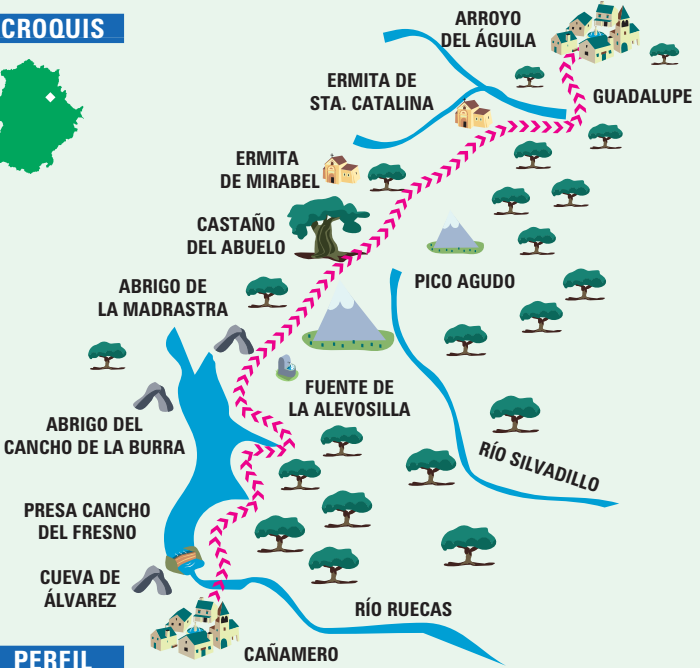 CROQUIS
ARROYO
DEL ÁGUILA
ERMITA DE
STA. CATALINA
GUADALUPE
ERMITA
DE MIRABEL
CASTAÑO
DEL ABUELO
PICO AGUDO
ABRIGO DE
LA MADRASTRA
FUENTE DE
LA ALEVOSILLA
ABRIGO DEL
CANCHO DE LA BURRA
RÍO SILVADILLO
PRESA CANCHO
DEL FRESNO
CUEVA DE
ÁLVAREZ
RÍO RUECAS
CAÑAMERO
PERFIL